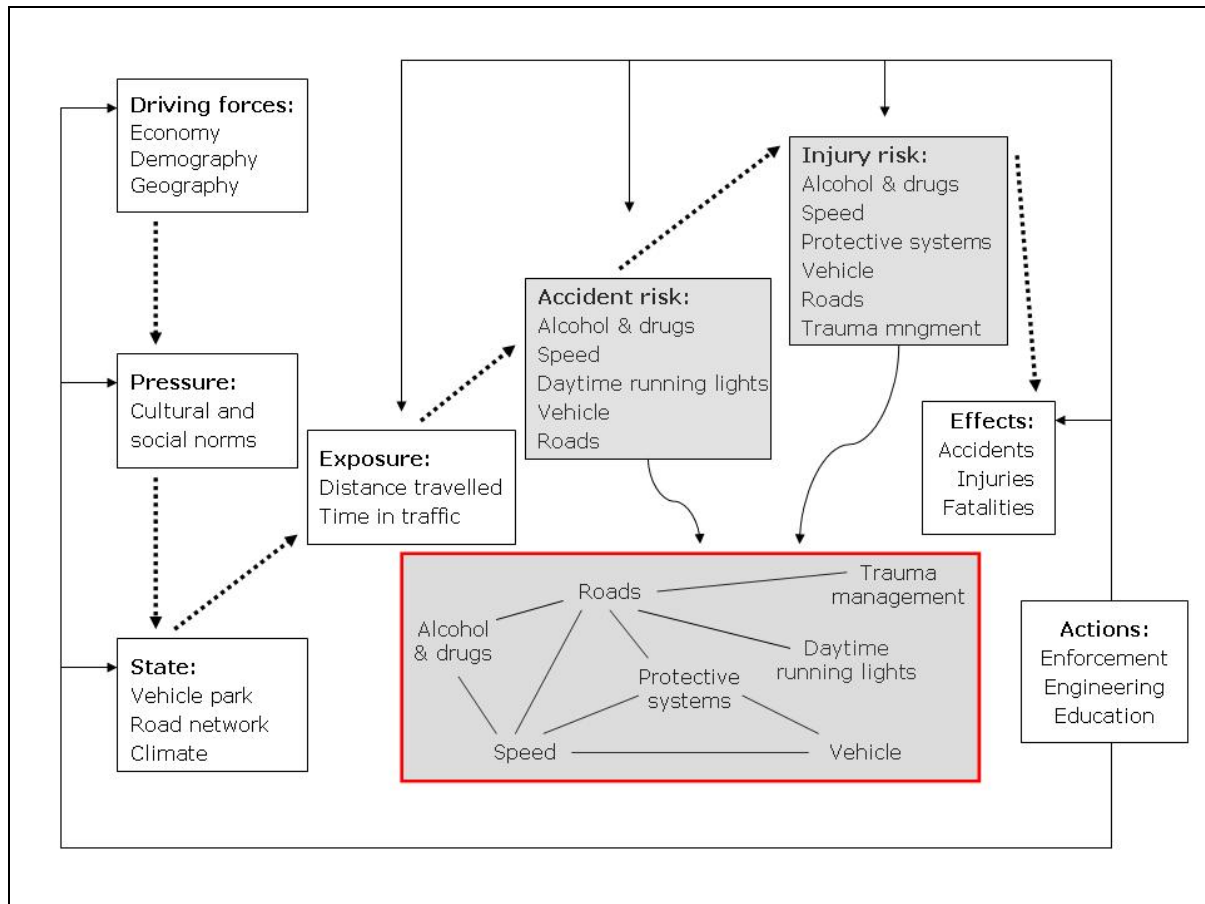 Driving forces:
Economy
Demography
Geography
Pressure:
Cultural and
social norms
State:
Vehicle park
Road network
Climate
Exposure:
Distance travelled
Time in traffic
Accident risk:
Alcohol & drugs
Speed
Daytime running lights
Vehicle
Roads
Injury risk:
Alcohol & drugs
Speed
Protective systems
Vehicle
Roads
Trauma mngment
Effects:
Accidents
Injuries
Fatalities
Roads
Trauma
management
Alcohol
& drugs
Daytime
running lights
Protective
systems
Speed
Vehicle
Actions:
Enforcement
Engineering
Education